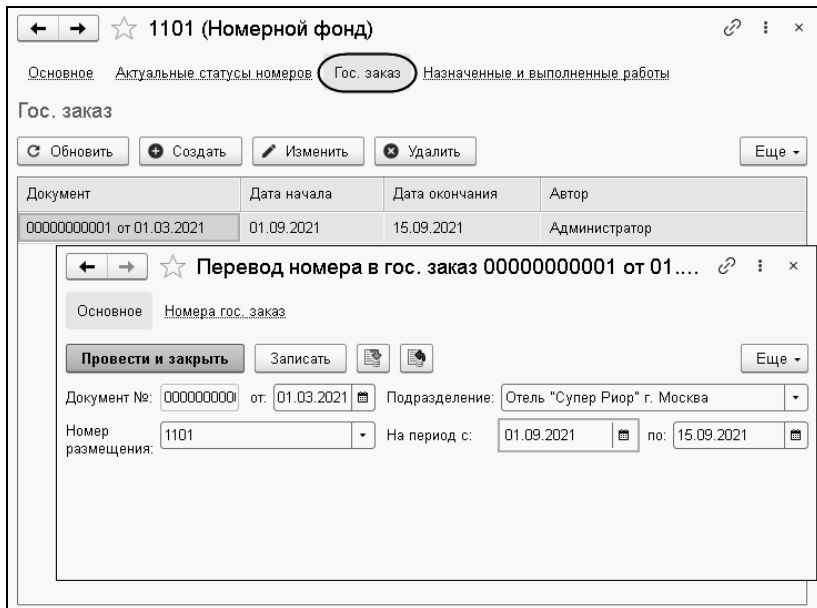 1101 (Номерной фонд)
Основное Актуальные статусы номеров Гос. заказ Назначенные и выполненные работы
Гос. заказ
Обновить Создать Изменить Удалить Еще
Документ Дата начала Дата окончания Автор
00000000001 от 01.03.2021 01.09.2021 15.09.2021 Администратор
Перевод номера в гос. заказ 00000000001 от 01....
Основное Номера гос. заказ
Провести и закрыть Записать Еще
Документ №: 000000000 от: 01.03.2021 Подразделение: Отель "Супер Риор" г. Москва
Номер размещения: 1101 На период с: 01.09.2021 по: 15.09.2021